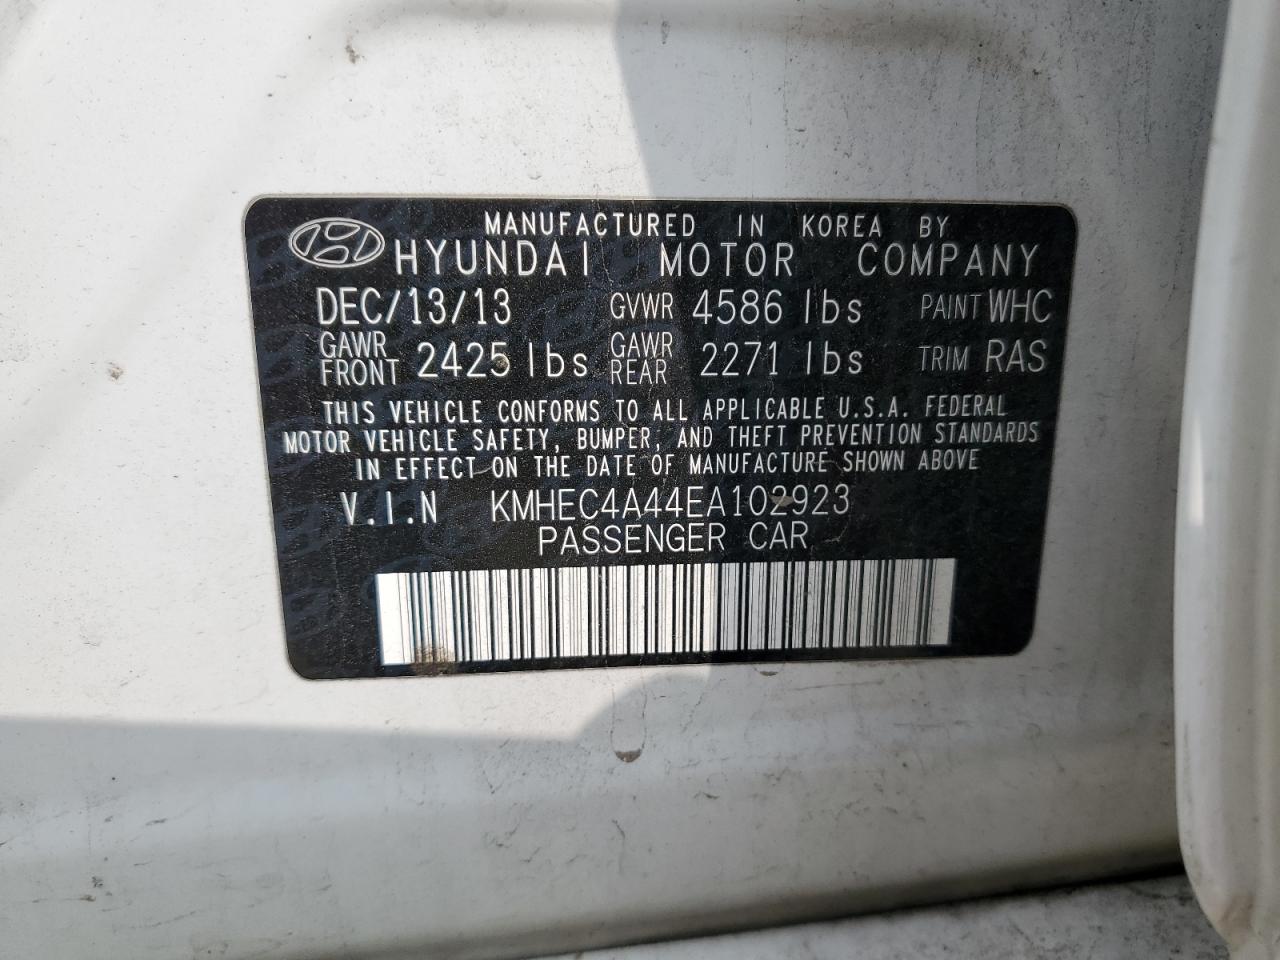 MANUFACTURED IN KOREA BY
HYUNDAI MOTOR COMPANY
DEC/13/13 GVWR 4586 lbs PAINT WHC
GAWR FRONT 2425 lbs GAWR REAR 2271 lbs TRIM RAS
THIS VEHICLE CONFORMS TO ALL APPLICABLE U.S.A. FEDERAL
MOTOR VEHICLE SAFETY, BUMPER, AND THEFT PREVENTION STANDARDS
IN EFFECT ON THE DATE OF MANUFACTURE SHOWN ABOVE
V.I.N KMHEC4A44EA102923
PASSENGER CAR